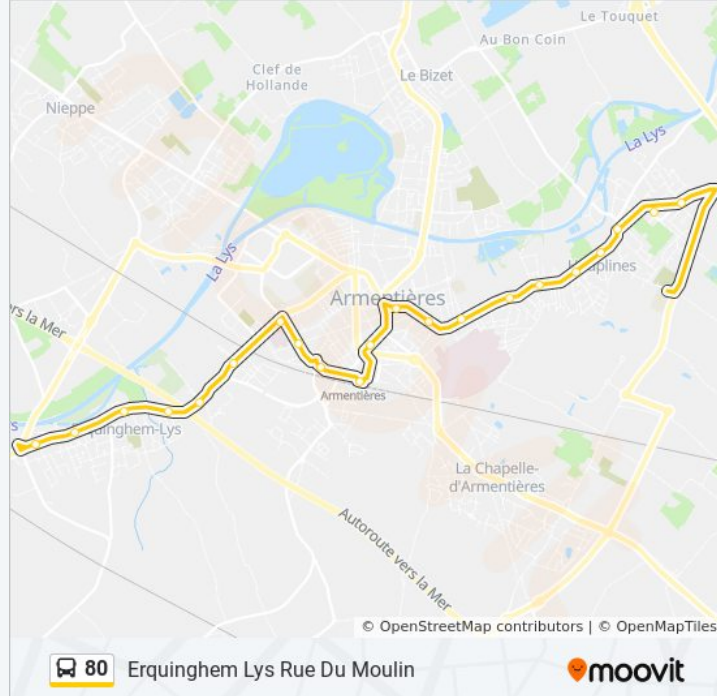 Le Touquet
Au Bon Coin
Clef de
Hollande
Le Bizet
Nieppe
La Lys
La Lys
Houplines
Armentières
ers la Mer
Armentières
Erquinghem-Lys
La Chapelle-
d'Armentières
Autoroute vers la Mer
© OpenStreetMap contributors | © OpenMapTiles
80 Erquinghem Lys Rue Du Moulin
moovit